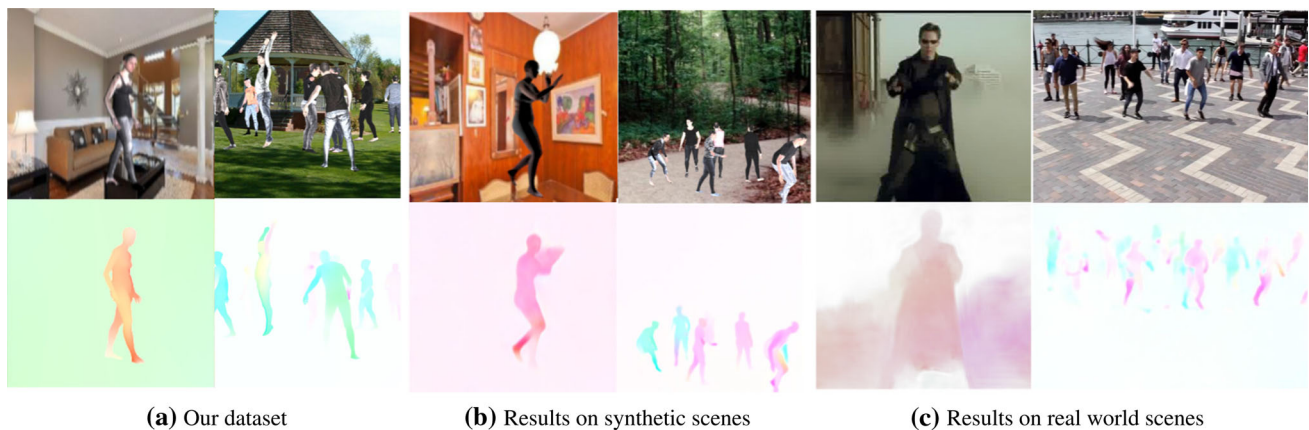 (a) Our dataset
(b) Results on synthetic scenes
(c) Results on real world scenes